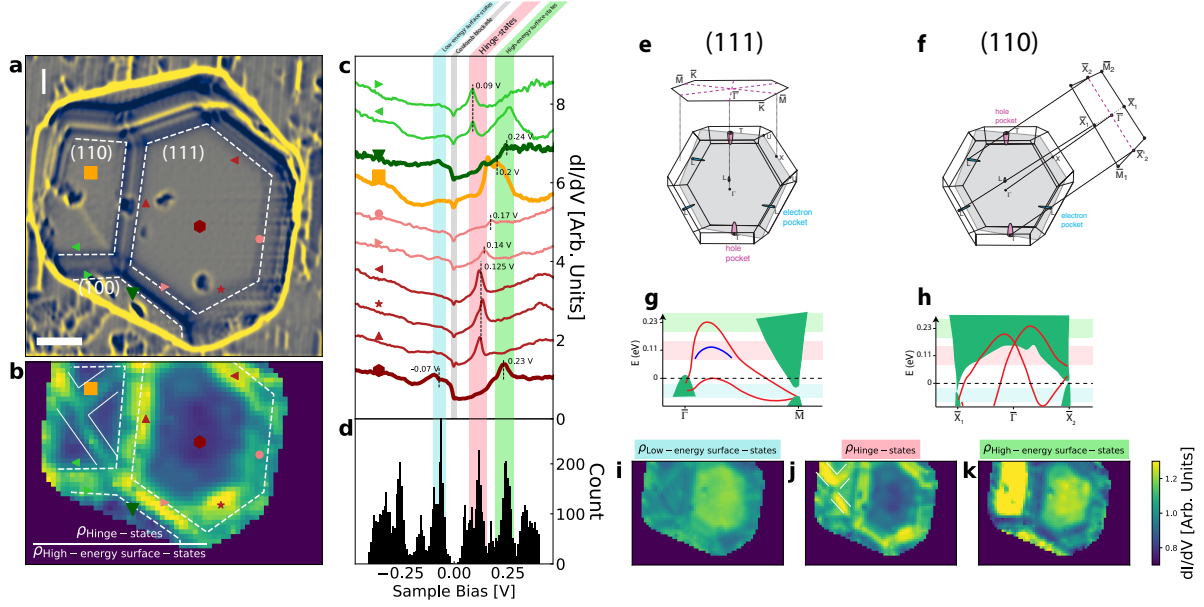 a
(110)
(111)
(100)
b
ρHinge−states
ρHigh−energy surface−states
Low-energy surface-states
Coulomb blockade
Hinge-states
High-energy surface-states
c
0.09 V
0.24 V
0.2 V
0.17 V
0.14 V
0.125 V
-0.07 V
0.23 V
8
6
4
2
0
dI/dV [Arb. Units]
d
200
100
0
Count
−0.25
0.00
0.25
Sample Bias [V]
e
(111)
M̅
K̅
Γ̅
K̅
M̅
hole
pocket
T
U
X
L
Γ
L
electron
pocket
T
hole
pocket
f
(110)
X̅2
M̅2
X̅1
X̅1
Γ̅
X̅2
M̅1
hole
pocket
T
X
L
Γ
electron
pocket
T
hole
pocket
g
0.23
0.11
0
E (eV)
Γ̅
M̅
h
0.23
0.11
0
E (eV)
X̅1
Γ̅
X̅2
i
ρLow−energy surface−states
j
ρHinge−states
k
ρHigh−energy surface−states
1.2
1.0
0.8
dI/dV [Arb. Units]